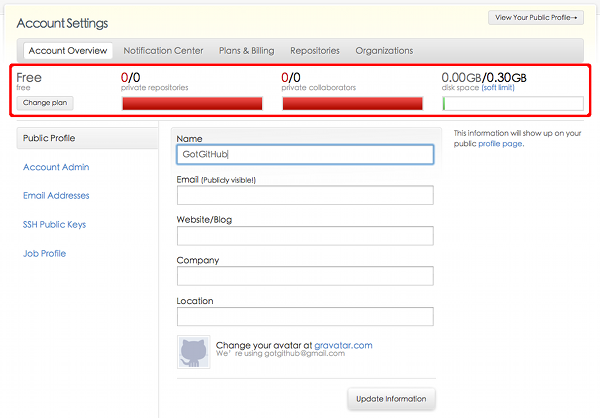 Account Settings
View Your Public Profile→
Account Overview Notification Center Plans & Billing Repositories Organizations
Free 0/0 0/0 0.00GB/0.30GB
free private repositories private collaborators disk space (soft limit)
Change plan
Public Profile
Account Admin
Email Addresses
SSH Public Keys
Job Profile
Name
GotGitHub
Email (Publicly visible!)
Website/Blog
Company
Location
Change your avatar at gravatar.com
We're using gotgithub@gmail.com
Update Information
This information will show up on your
public profile page.